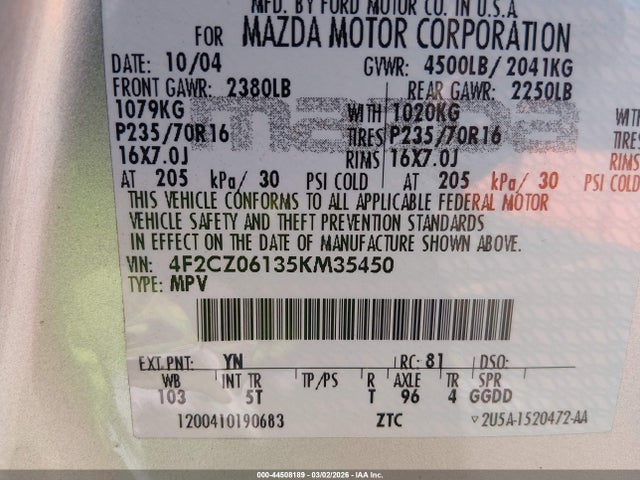 MFD. BY FORD MOTOR CO. IN U.S.A
FOR MAZDA MOTOR CORPORATION
DATE: 10/04 GVWR: 4500LB/ 2041KG
FRONT GAWR: 2380LB REAR GAWR: 2250LB
1079KG WITH 1020KG WITH
P235/70R16 TIRES P235/70R16 TIRES
16X7.0J RIMS 16X7.0J RIMS
AT 205 kPa/ 30 PSI COLD AT 205 kPa/ 30 PSI COLD
mazda
THIS VEHICLE CONFORMS TO ALL APPLICABLE FEDERAL MOTOR
VEHICLE SAFETY AND THEFT PREVENTION STANDARDS
IN EFFECT ON THE DATE OF MANUFACTURE SHOWN ABOVE.
VIN: 4F2CZ06135KM35450
TYPE: MPV
EXT PNT: YN RC: 81 DSO:
WB INT TR TP/PS R AXLE TR SPR
103 5T T 96 4 GGDD
1200410190683 ZTC ▽2U5A-1520472-AA
000-44508189 - 03/02/2026 - IAA Inc.